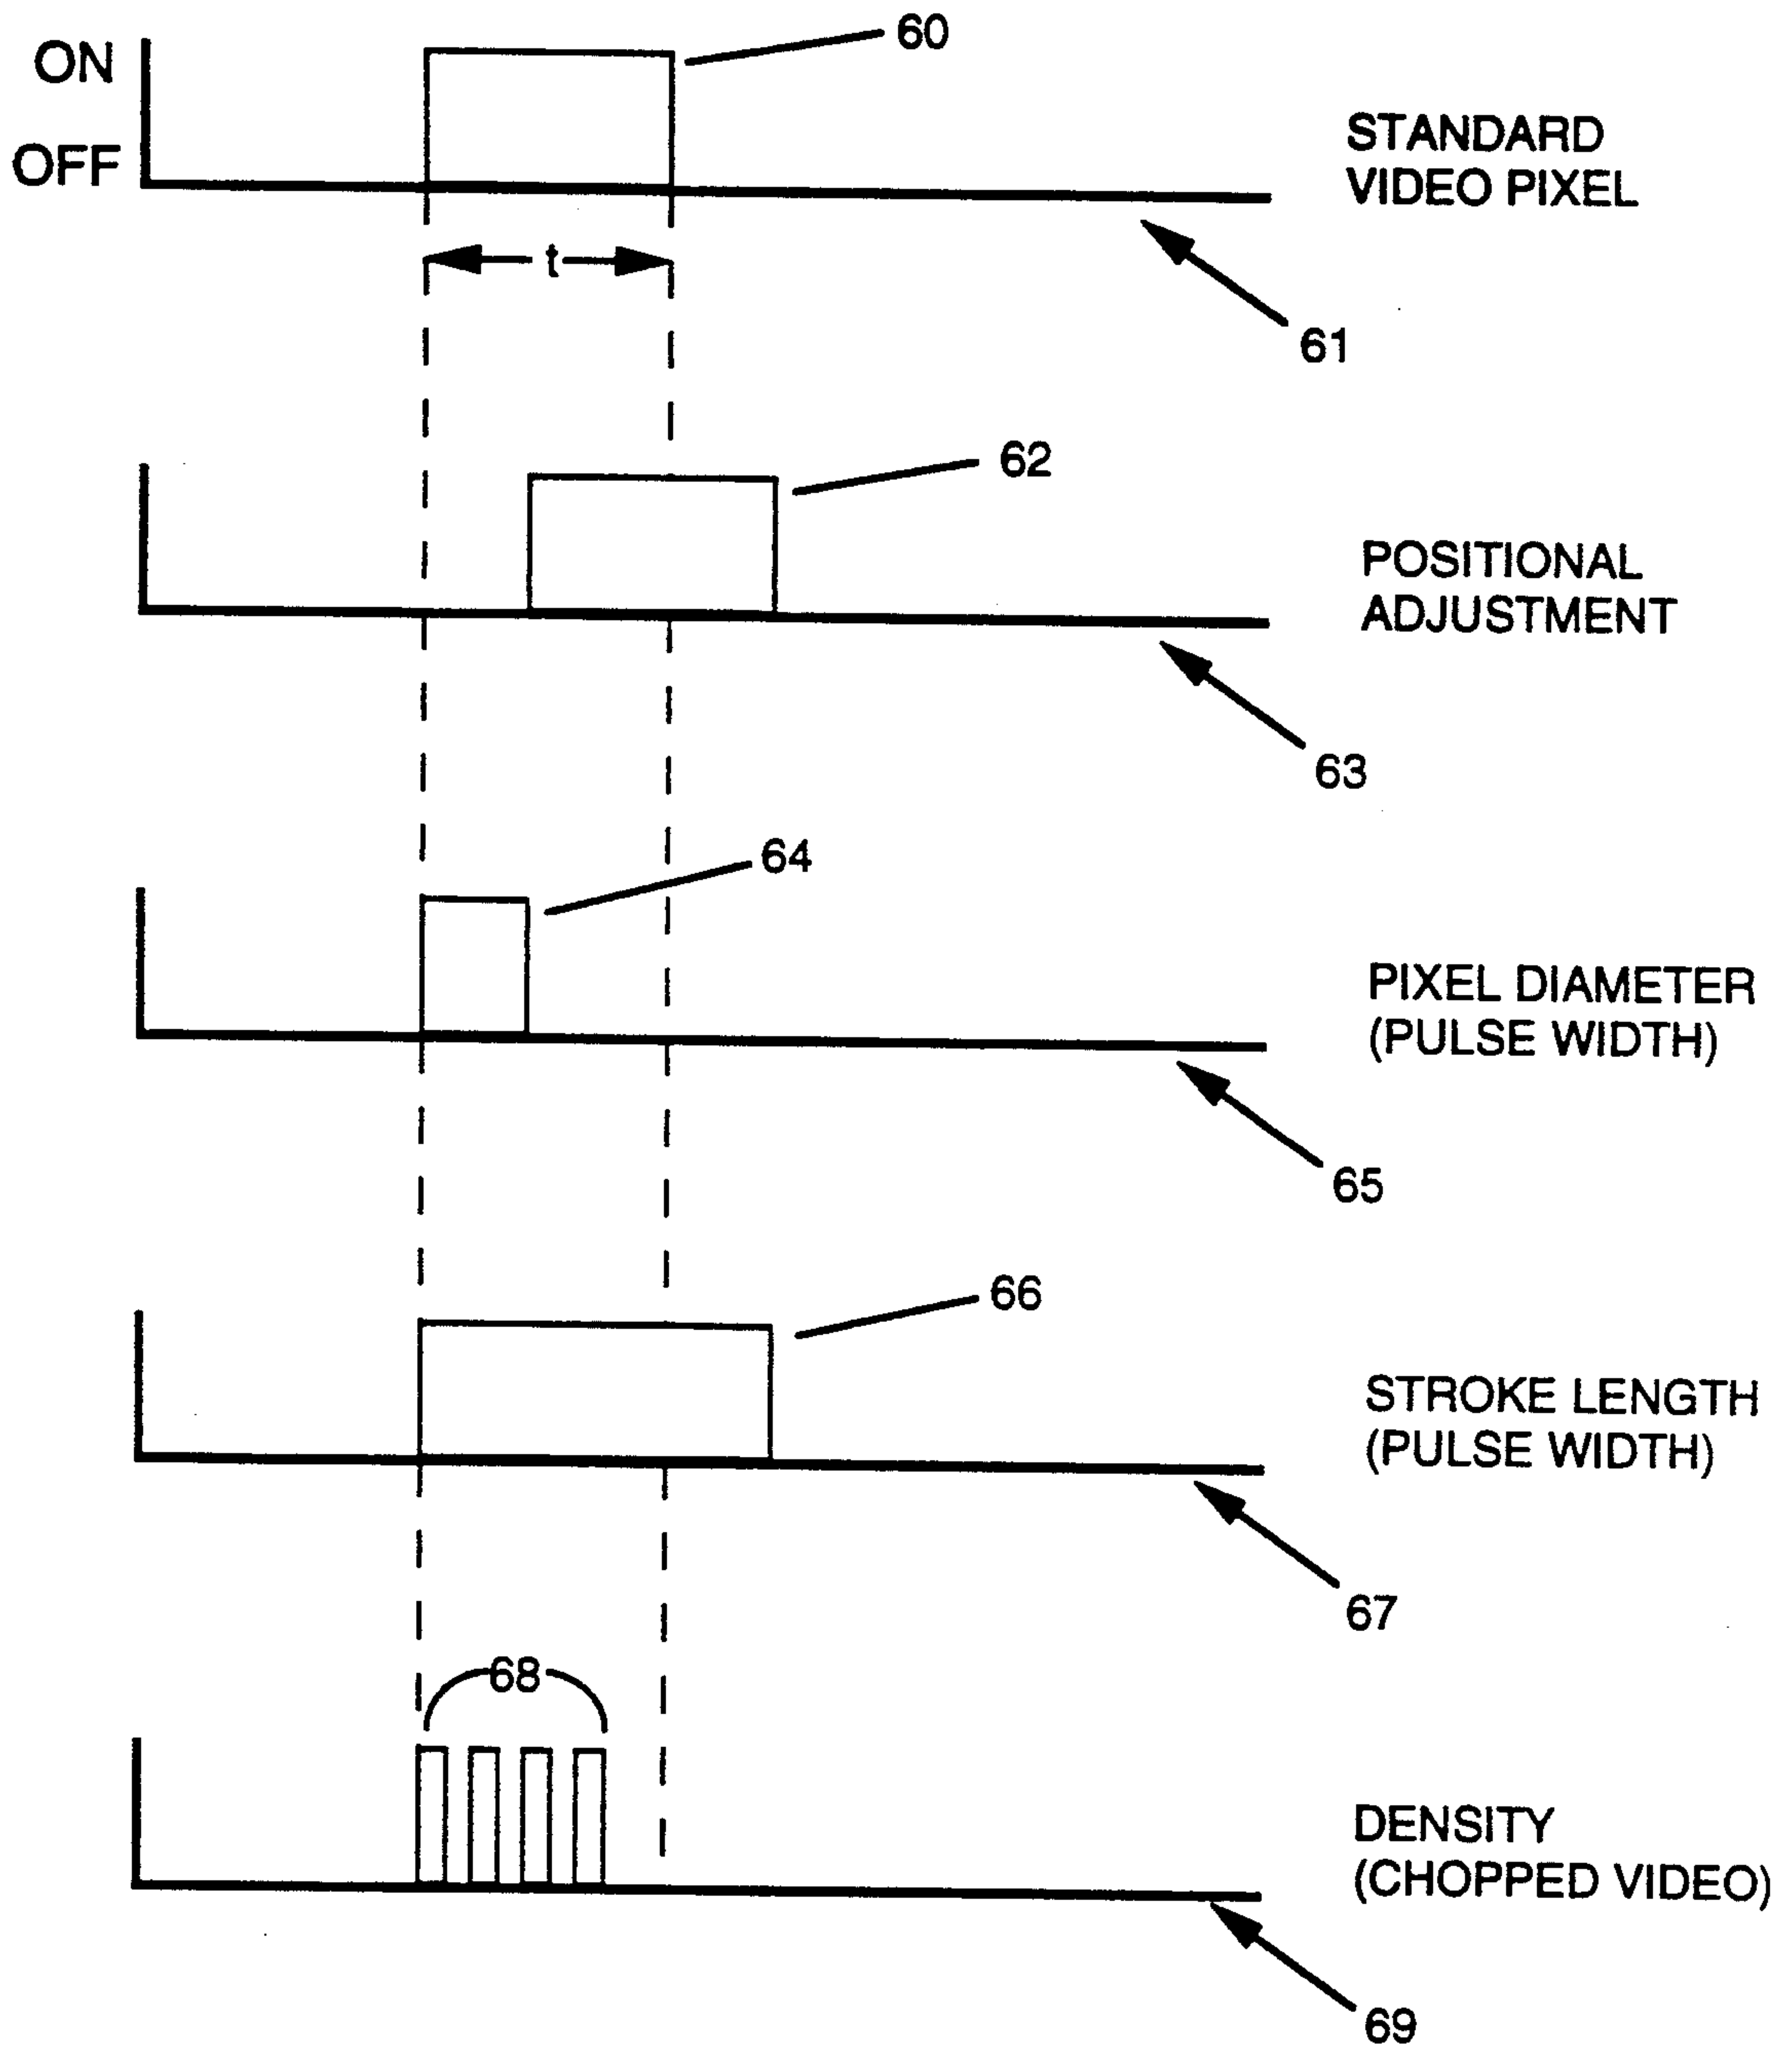 ON
60
STANDARD
VIDEO PIXEL
OFF
t
61
62
POSITIONAL
ADJUSTMENT
63
64
PIXEL DIAMETER
(PULSE WIDTH)
65
66
STROKE LENGTH
(PULSE WIDTH)
67
68
DENSITY
(CHOPPED VIDEO)
69